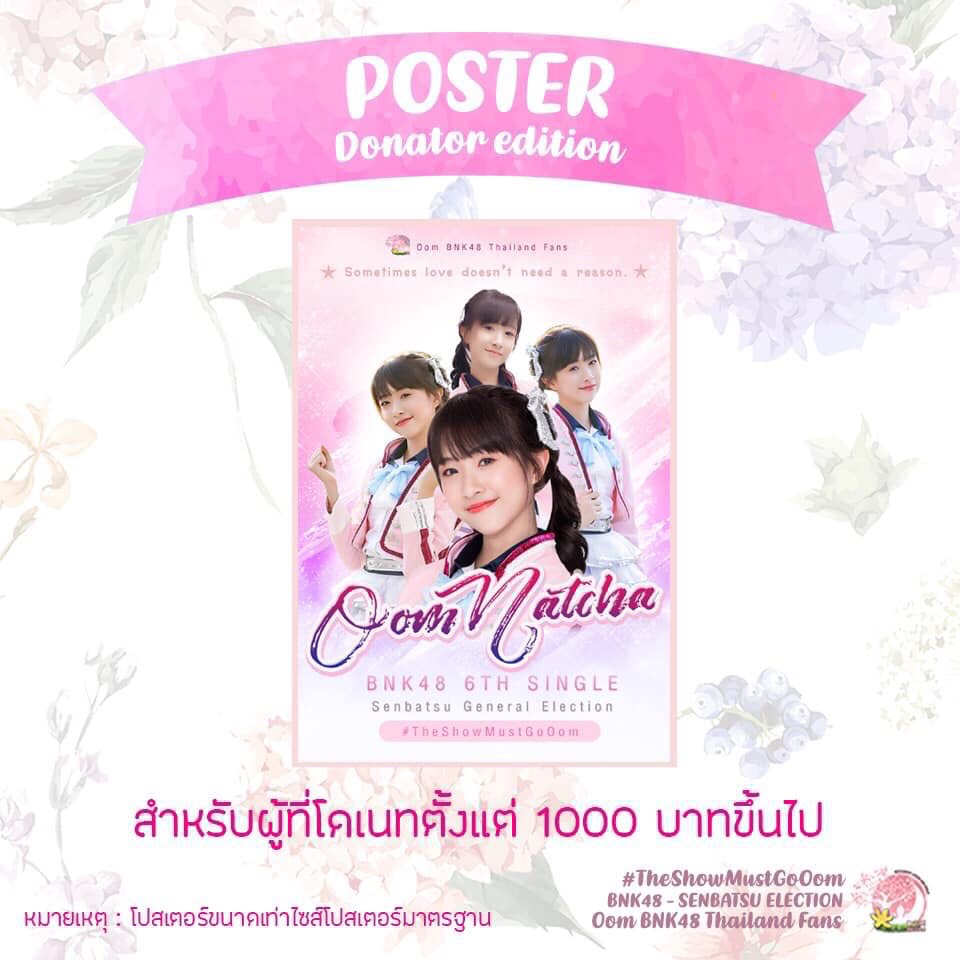 POSTER
Donator edition
Oom BNK48 Thailand Fans
★ Sometimes love doesn't need a reason. ★
Oom Natcha
BNK48 6TH SINGLE
Senbatsu General Election
#TheShowMustGoOom
สำหรับผู้ที่โดเนทตั้งแต่ 1000 บาทขึ้นไป
#TheShowMustGoOom
BNK48 - SENBATSU ELECTION
Oom BNK48 Thailand Fans
หมายเหตุ : โปสเตอร์ขนาดเท่าไซส์โปสเตอร์มาตรฐาน